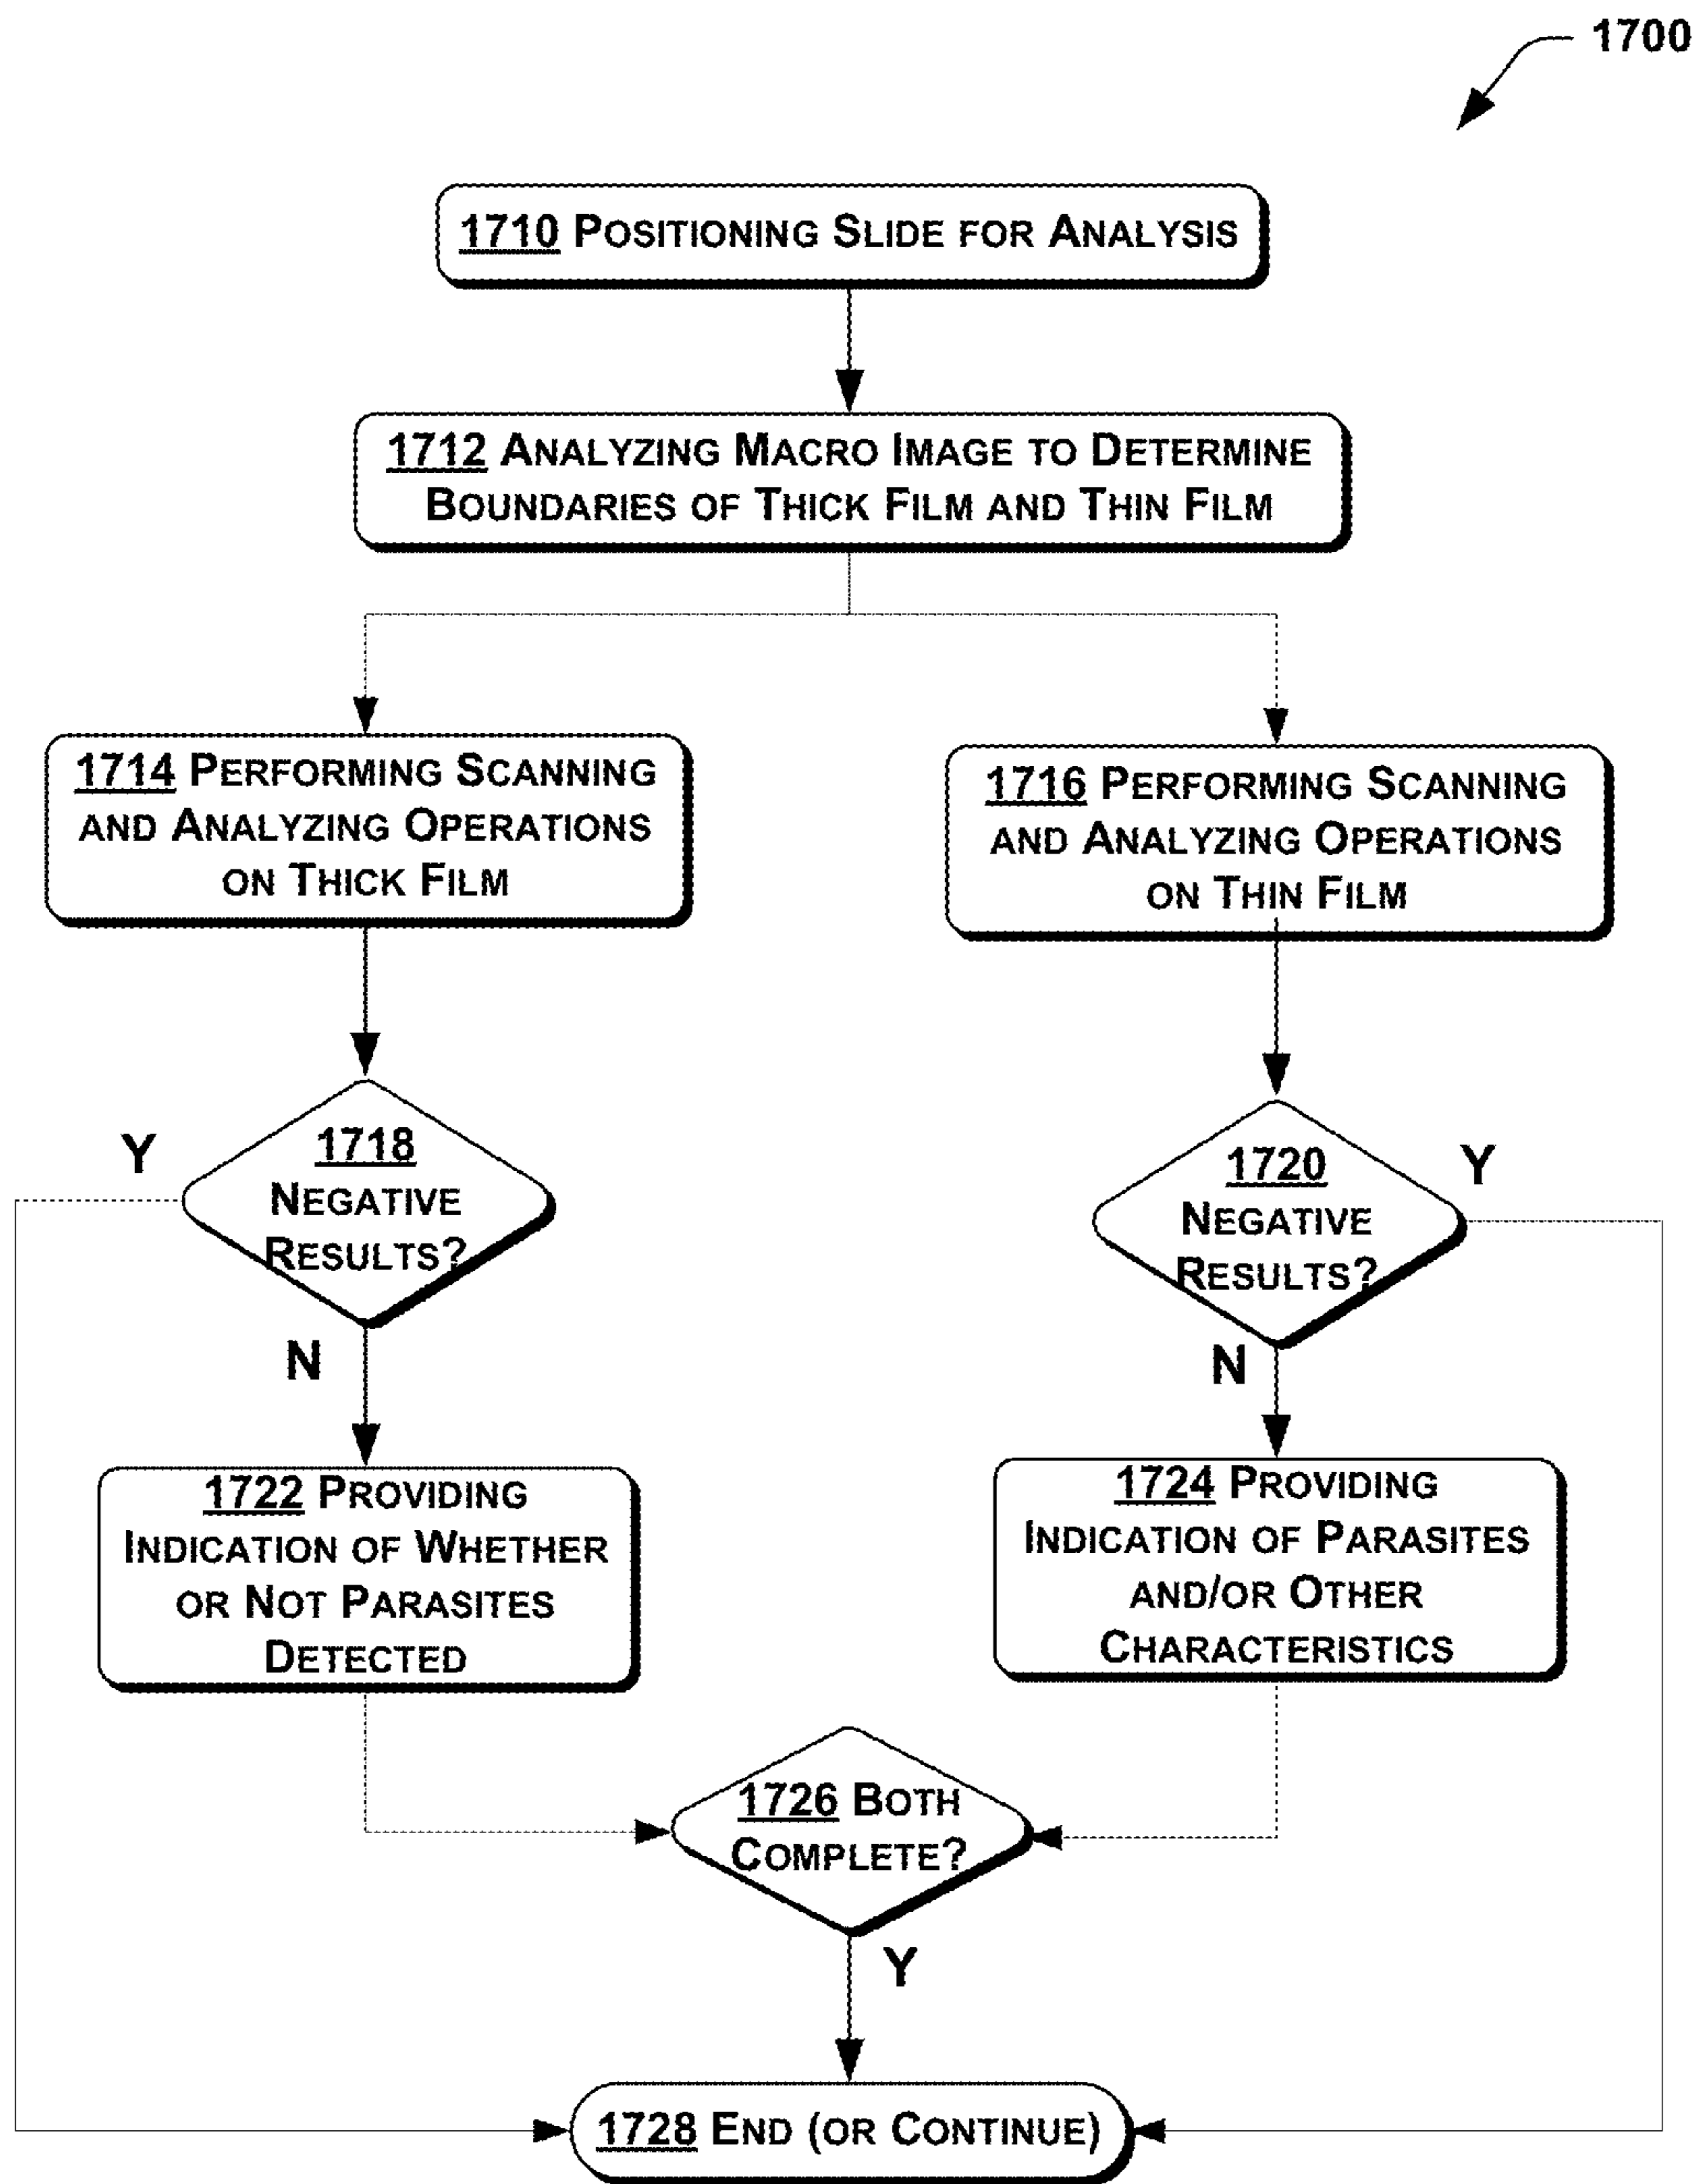 1700
1710 POSITIONING SLIDE FOR ANALYSIS
1712 ANALYZING MACRO IMAGE TO DETERMINE
BOUNDARIES OF THICK FILM AND THIN FILM
1714 PERFORMING SCANNING
AND ANALYZING OPERATIONS
ON THICK FILM
1716 PERFORMING SCANNING
AND ANALYZING OPERATIONS
ON THIN FILM
Y
1718
NEGATIVE
RESULTS?
N
1720
NEGATIVE
RESULTS?
Y
N
1722 PROVIDING
INDICATION OF WHETHER
OR NOT PARASITES
DETECTED
1724 PROVIDING
INDICATION OF PARASITES
AND/OR OTHER
CHARACTERISTICS
1726 BOTH
COMPLETE?
Y
1728 END (OR CONTINUE)